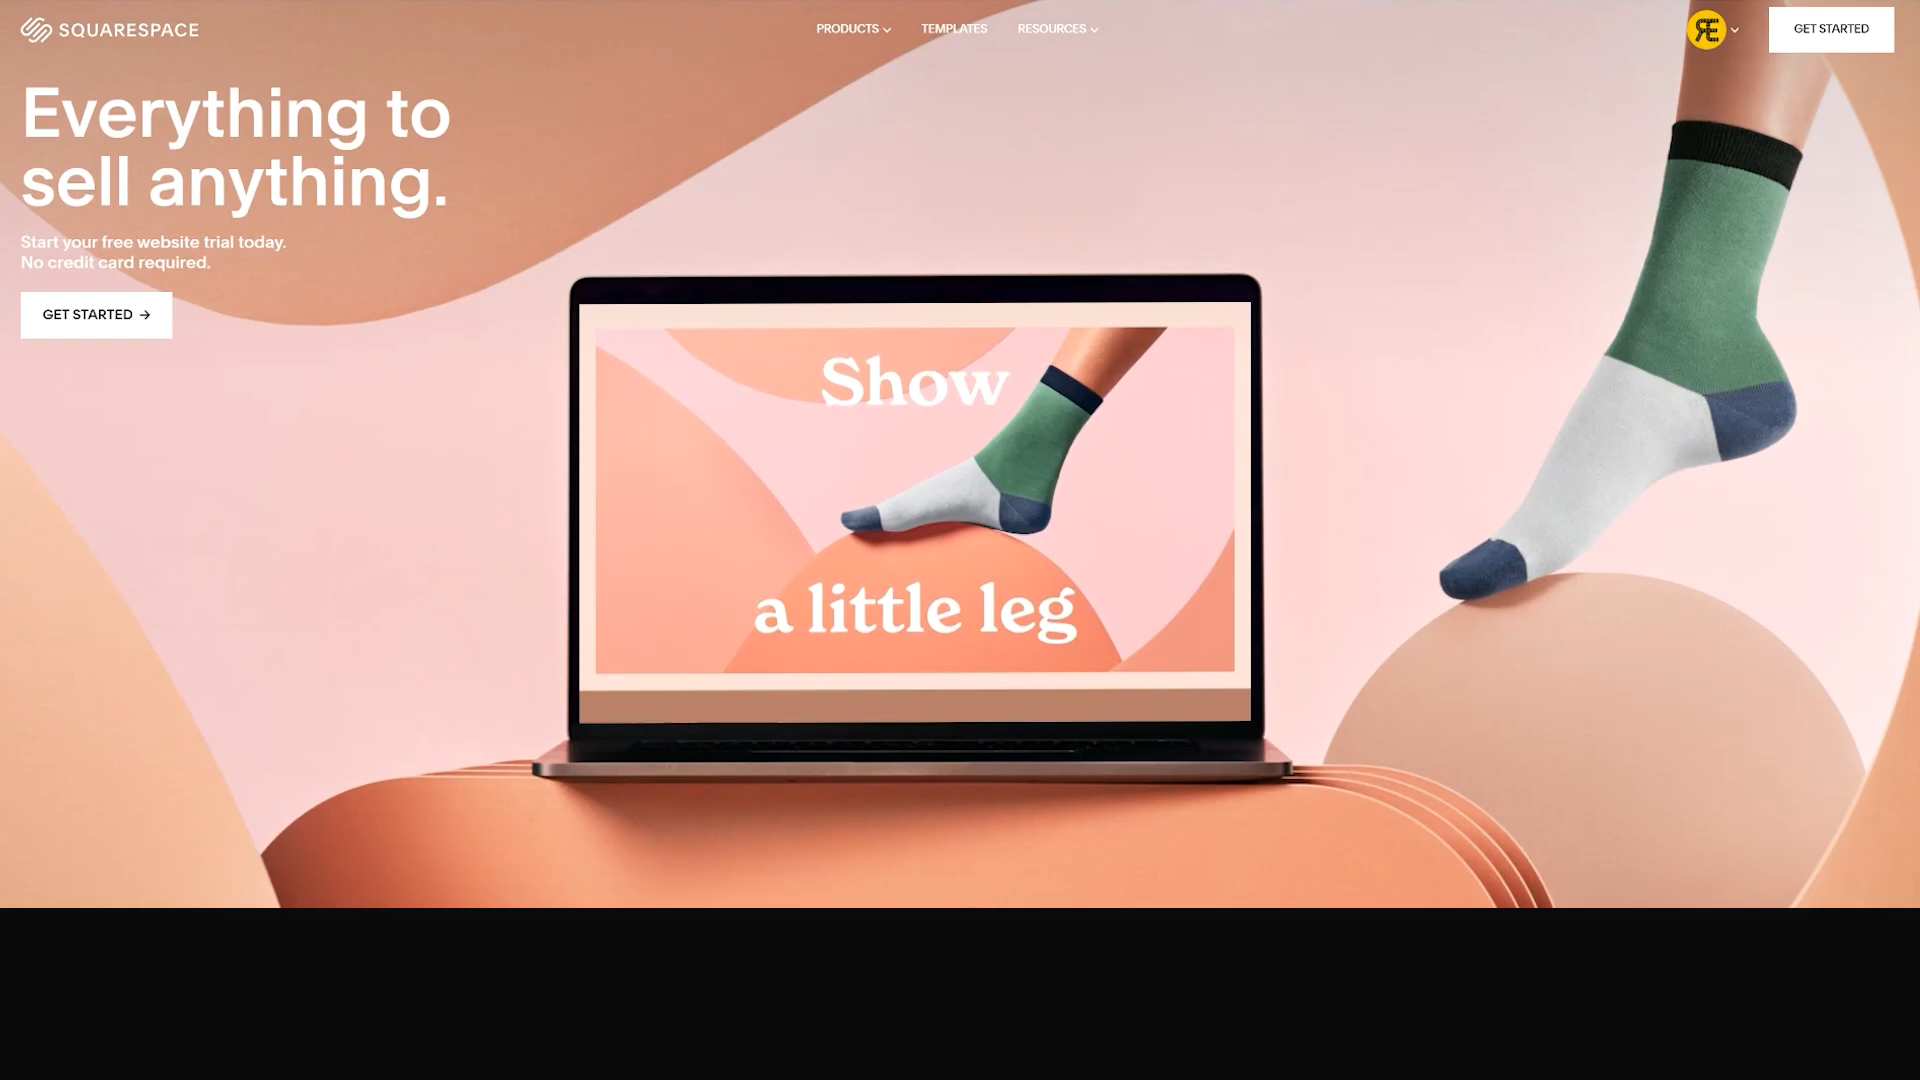 SQUARESPACE
PRODUCTS
TEMPLATES
RESOURCES
RE
GET STARTED
Everything to
sell anything.
Start your free website trial today.
No credit card required.
GET STARTED →
Show
a little leg